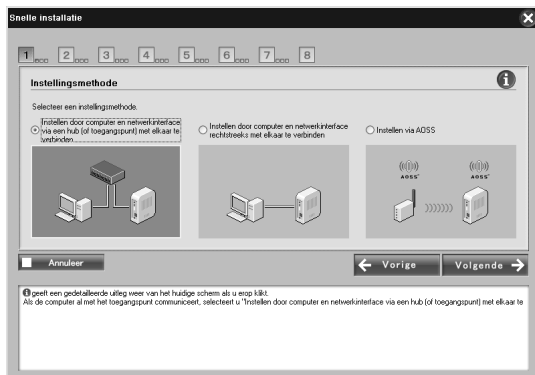 Snelle installatie
1 2 3 4 5 6 7 8
Instellingsmethode
Selecteer een instellingsmethode.
Instellen door computer en netwerkinterface
via een hub (of toegangspunt) met elkaar te
verbinden
Instellen door computer en netwerkinterface
rechtstreeks met elkaar te verbinden
Instellen via AOSS
AOSS
AOSS
Annuleer
Vorige
Volgende
geeft een gedetailleerde uitleg weer van het huidige scherm als u erop klikt.
Als de computer al met het toegangspunt communiceert, selecteert u "Instellen door computer en netwerkinterface via een hub (of toegangspunt) met elkaar te